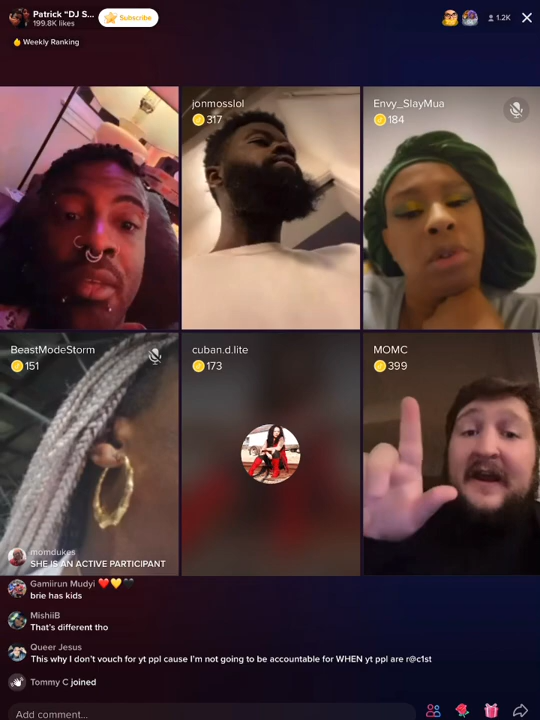 Patrick "DJ S...
199.8K likes
Subscribe
1.2K
Weekly Ranking
jonmosslol
317
Envy_SlayMua
184
BeastModeStorm
151
cuban.d.lite
173
MOMC
399
momdukes
SHE IS AN ACTIVE PARTICIPANT
Gamiirun Mudyi ❤️💛🖤
brie has kids
MishiiB
That's different tho
Queer Jesus
This why I don't vouch for yt ppl cause I'm not going to be accountable for WHEN yt ppl are r@c1st
Tommy C joined
Add comment...